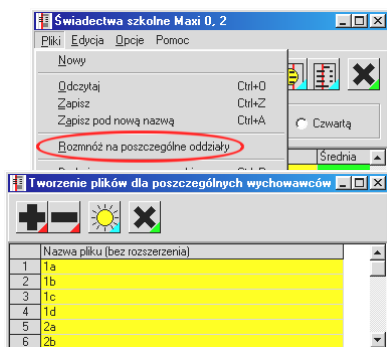 Świadectwa szkolne Maxi 0, 2
Pliki Edycja Opcje Pomoc
Nowy
Odczytaj Ctrl+O
Zapisz Ctrl+Z
Zapisz pod nową nazwą Ctrl+A
Czwartą
Rozmnóż na poszczególne oddziały
Średnia
Tworzenie plików dla poszczególnych wychowawców
Nazwa pliku (bez rozszerzenia)
1 1a
2 1b
3 1c
4 1d
5 2a
6 2b